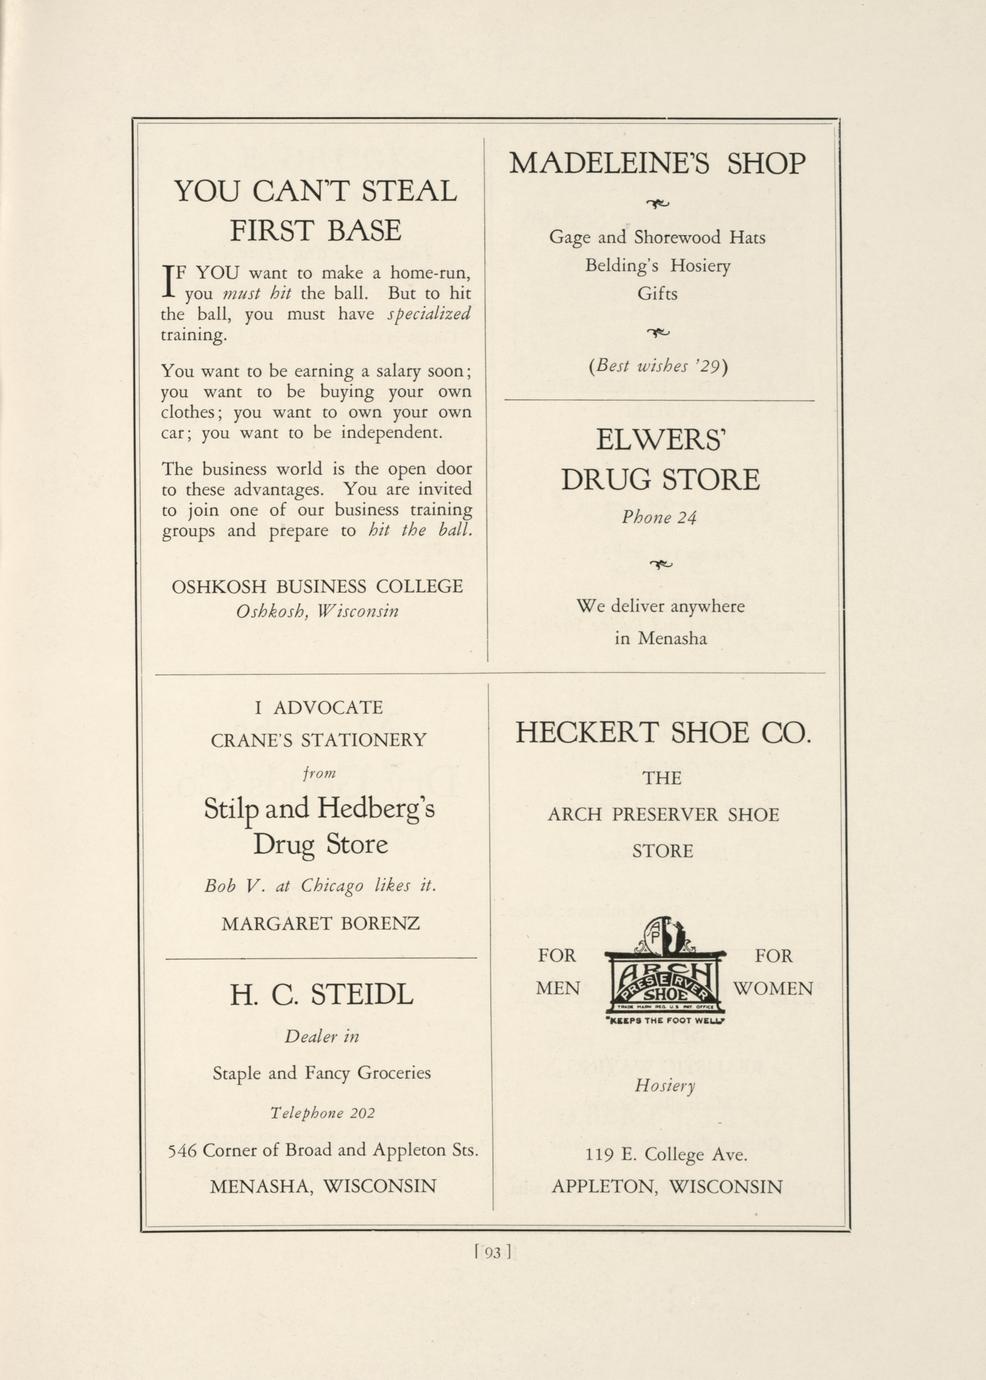 YOU CAN'T STEAL
FIRST BASE
IF YOU want to make a home-run,
you must hit the ball. But to hit
the ball, you must have specialized
training.
You want to be earning a salary soon;
you want to be buying your own
clothes; you want to own your own
car; you want to be independent.
The business world is the open door
to these advantages. You are invited
to join one of our business training
groups and prepare to hit the ball.
OSHKOSH BUSINESS COLLEGE
Oshkosh, Wisconsin
MADELEINE'S SHOP
Gage and Shorewood Hats
Belding's Hosiery
Gifts
(Best wishes '29)
ELWERS'
DRUG STORE
Phone 24
We deliver anywhere
in Menasha
I ADVOCATE
CRANE'S STATIONERY
from
Stilp and Hedberg's
Drug Store
Bob V. at Chicago likes it.
MARGARET BORENZ
H. C. STEIDL
Dealer in
Staple and Fancy Groceries
Telephone 202
546 Corner of Broad and Appleton Sts.
MENASHA, WISCONSIN
HECKERT SHOE CO.
THE
ARCH PRESERVER SHOE
STORE
FOR
MEN
AP
ARCH
PRESERVER
SHOE
TRADE MARK REG. U.S. PAT. OFFICE
"KEEPS THE FOOT WELL"
FOR
WOMEN
Hosiery
119 E. College Ave.
APPLETON, WISCONSIN
[ 93 ]